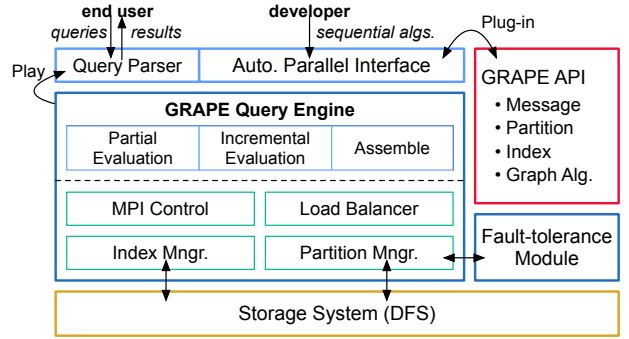 end user
developer
queries
results
sequential algs.
Plug-in
Play
Query Parser
Auto. Parallel Interface
GRAPE API
• Message
• Partition
• Index
• Graph Alg.
GRAPE Query Engine
Partial
Evaluation
Incremental
Evaluation
Assemble
MPI Control
Load Balancer
Index Mngr.
Partition Mngr.
Fault-tolerance
Module
Storage System (DFS)